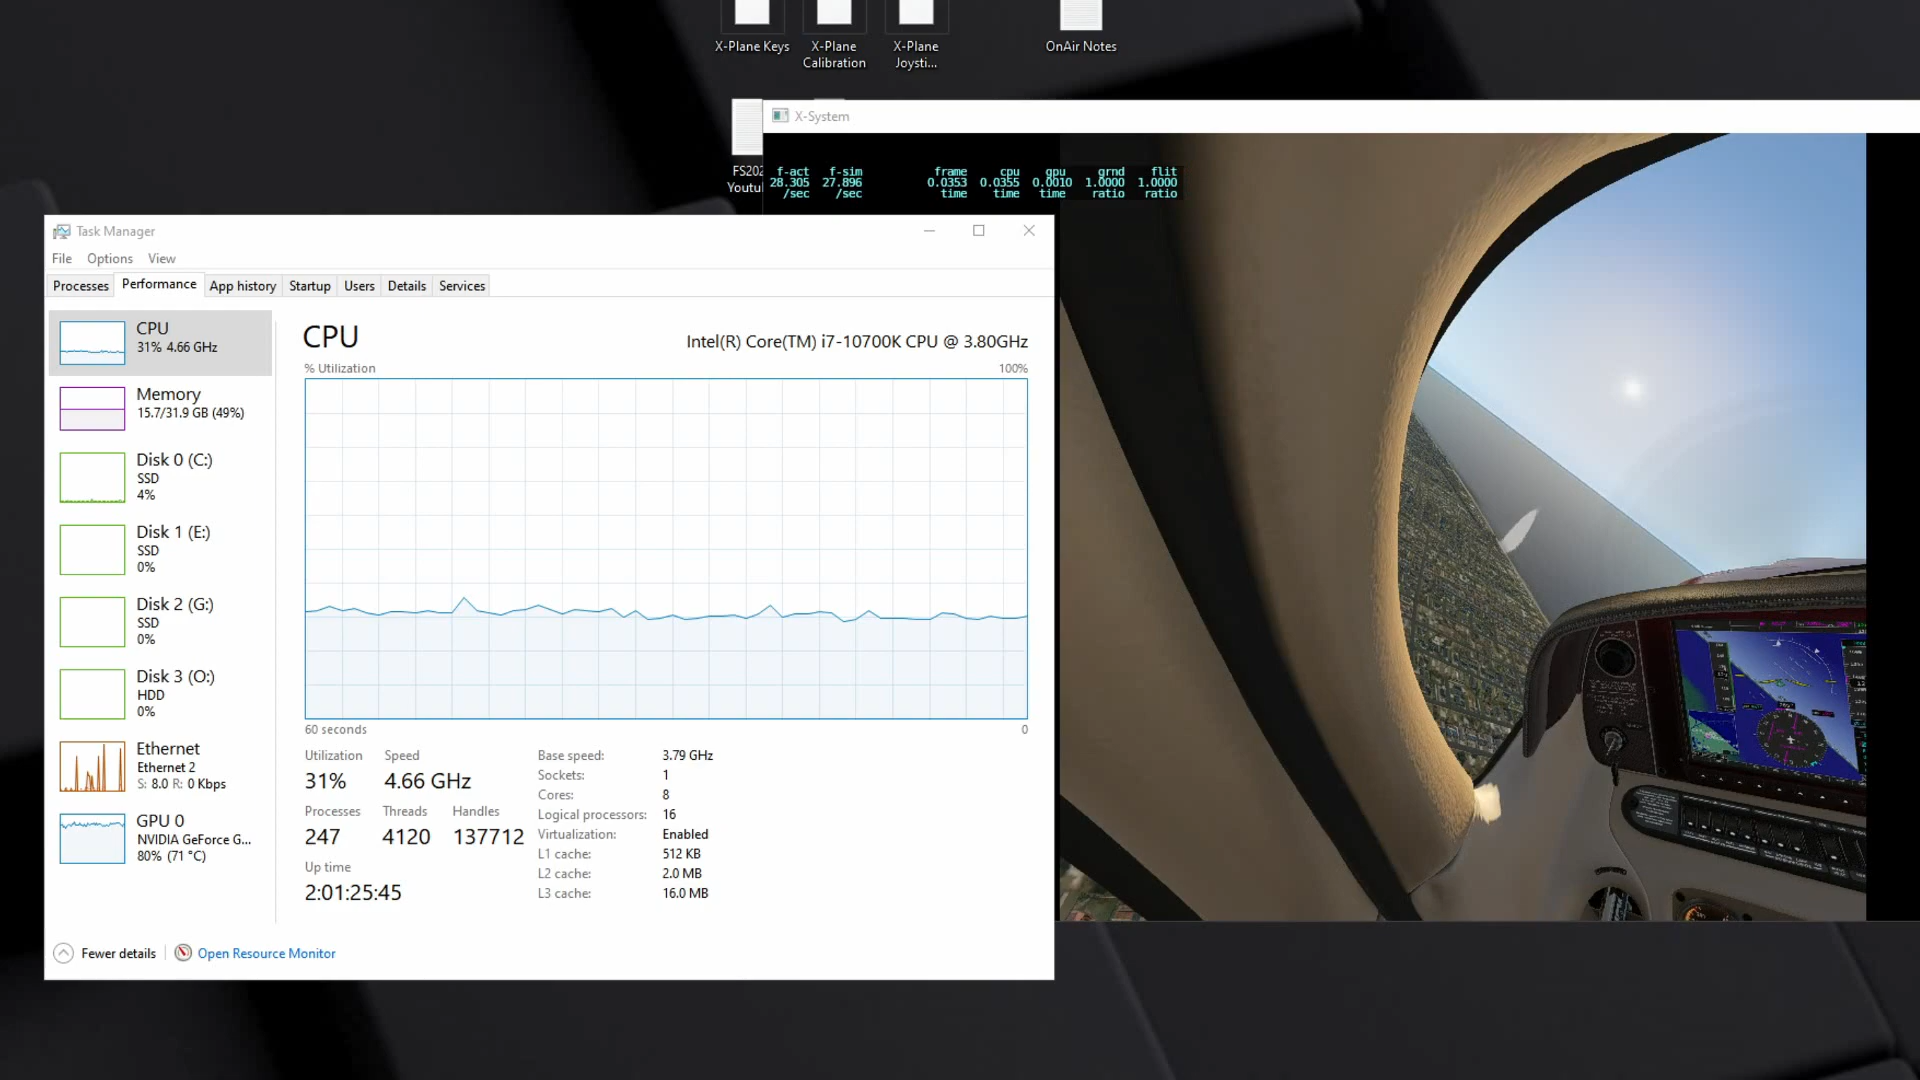 X-Plane Keys
X-Plane
Calibration
X-Plane
Joysti...
OnAir Notes
X-System
FS202
Youtu
f-act f-sim frame cpu gpu grnd flit
28.305 27.896 0.0353 0.0355 0.0010 1.0000 1.0000
/sec /sec time time time ratio ratio
Task Manager
File Options View
Processes Performance App history Startup Users Details Services
CPU
31% 4.66 GHz
Memory
15.7/31.9 GB (49%)
Disk 0 (C:)
SSD
4%
Disk 1 (E:)
SSD
0%
Disk 2 (G:)
SSD
0%
Disk 3 (O:)
HDD
0%
Ethernet
Ethernet 2
S: 8.0 R: 0 Kbps
GPU 0
NVIDIA GeForce G...
80% (71 °C)
CPU
Intel(R) Core(TM) i7-10700K CPU @ 3.80GHz
% Utilization 100%
60 seconds 0
Utilization Speed
31% 4.66 GHz
Processes Threads Handles
247 4120 137712
Up time
2:01:25:45
Base speed: 3.79 GHz
Sockets: 1
Cores: 8
Logical processors: 16
Virtualization: Enabled
L1 cache: 512 KB
L2 cache: 2.0 MB
L3 cache: 16.0 MB
Fewer details
Open Resource Monitor